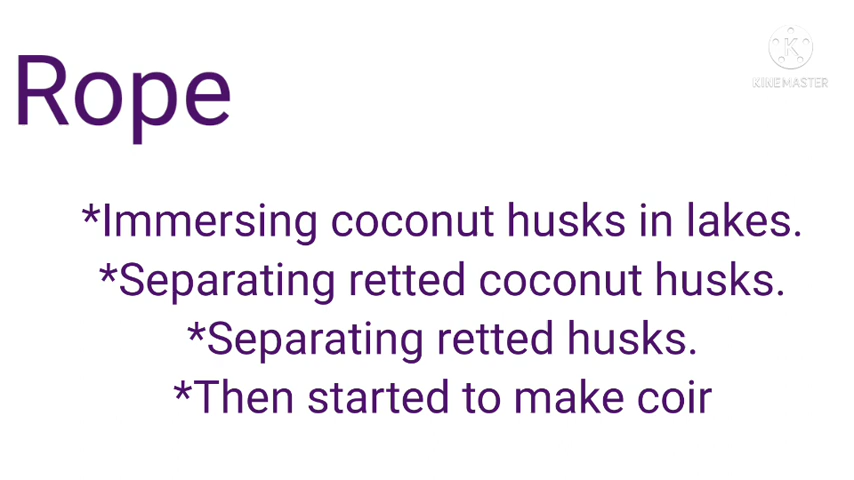 Rope
K
KINEMASTER
*Immersing coconut husks in lakes.
*Separating retted coconut husks.
*Separating retted husks.
*Then started to make coir